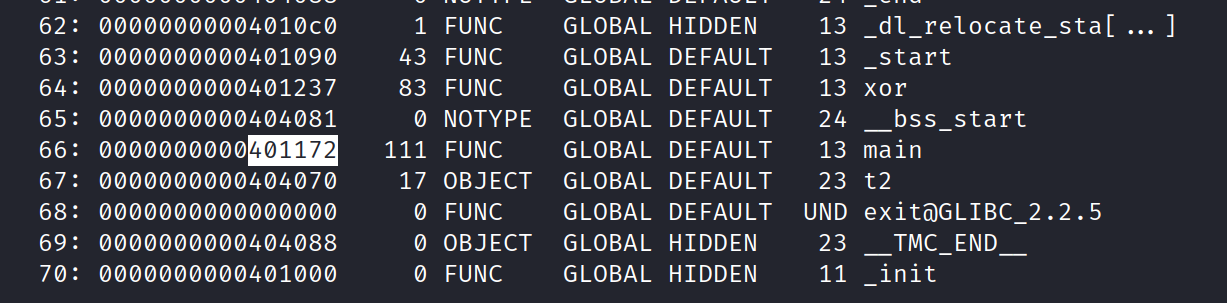 62: 00000000004010c0 1 FUNC GLOBAL HIDDEN 13 _dl_relocate_sta[...]
63: 0000000000401090 43 FUNC GLOBAL DEFAULT 13 _start
64: 0000000000401237 83 FUNC GLOBAL DEFAULT 13 xor
65: 0000000000404081 0 NOTYPE GLOBAL DEFAULT 24 __bss_start
66: 0000000000401172 111 FUNC GLOBAL DEFAULT 13 main
67: 0000000000404070 17 OBJECT GLOBAL DEFAULT 23 t2
68: 0000000000000000 0 FUNC GLOBAL DEFAULT UND exit@GLIBC_2.2.5
69: 0000000000404088 0 OBJECT GLOBAL HIDDEN 23 __TMC_END__
70: 0000000000401000 0 FUNC GLOBAL HIDDEN 11 _init